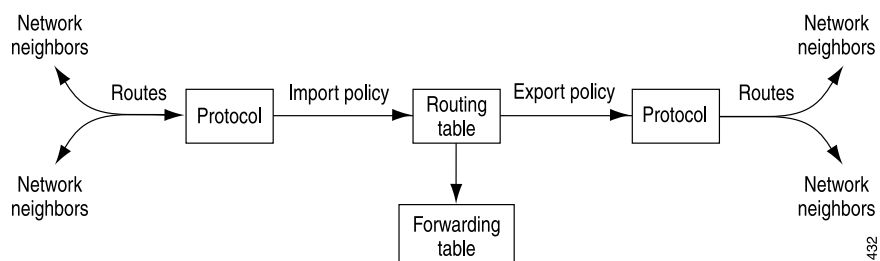 Network
neighbors
Network
neighbors
Routes
Protocol
Import policy
Routing
table
Export policy
Protocol
Routes
Network
neighbors
Network
neighbors
Forwarding
table
432